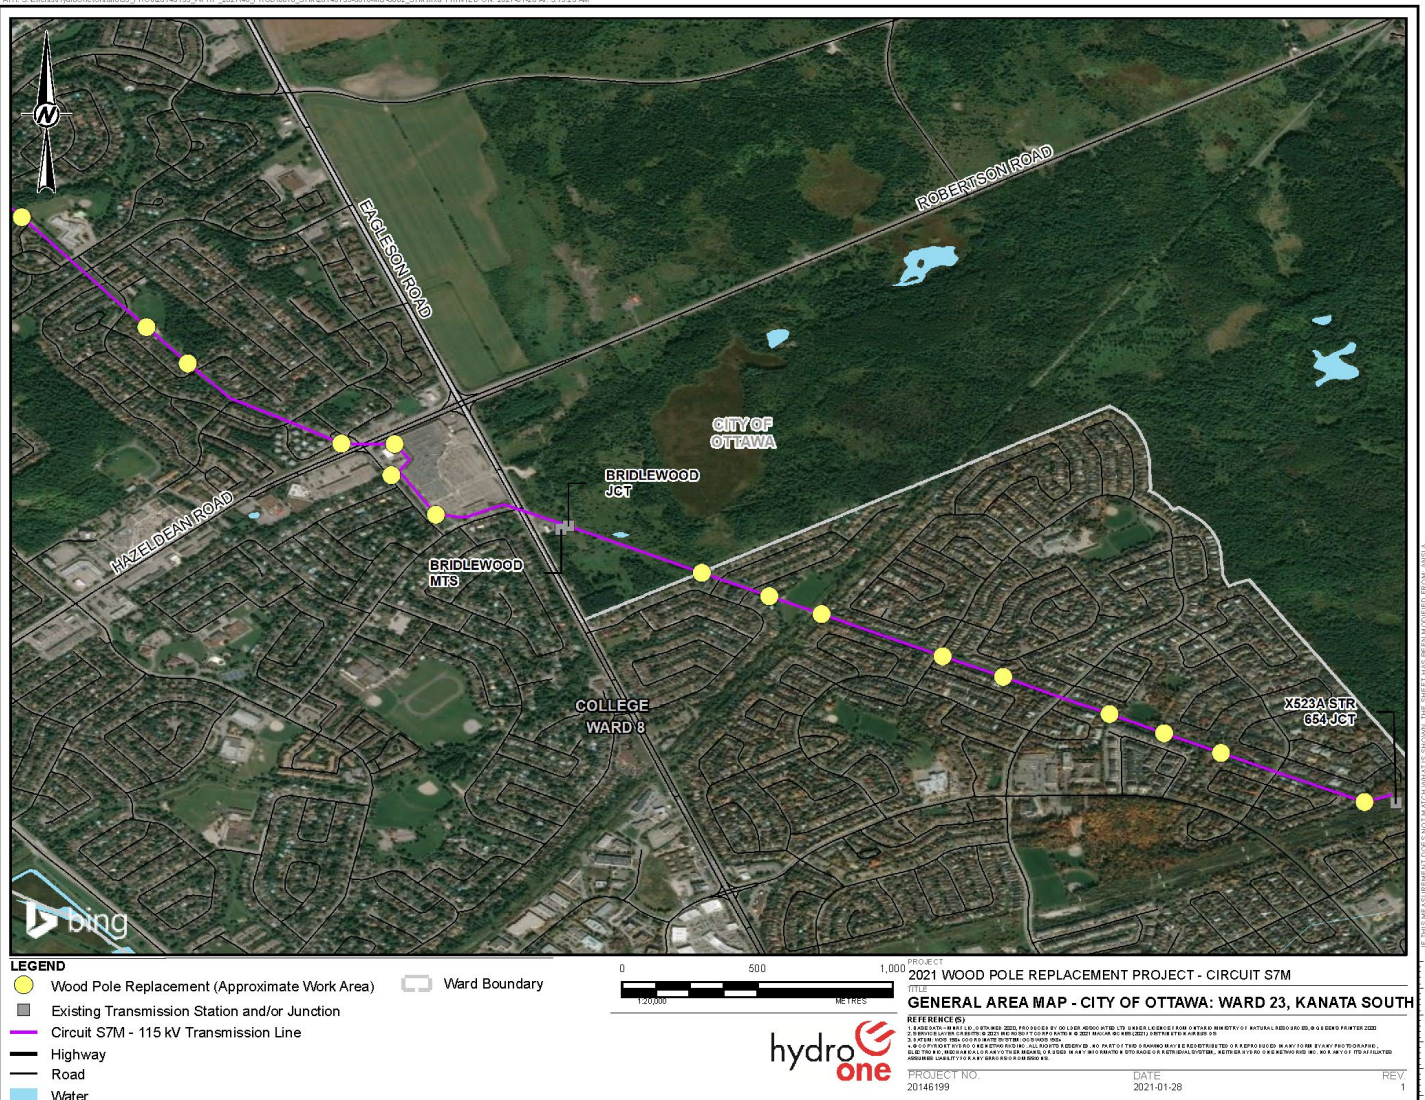 N
EAGLESON ROAD
ROBERTSON ROAD
CITY OF
OTTAWA
BRIDLEWOOD
JCT
HAZELDEAN ROAD
BRIDLEWOOD
MTS
COLLEGE
WARD 8
X523A STR
654 JCT
bing
LEGEND
Wood Pole Replacement (Approximate Work Area)
Existing Transmission Station and/or Junction
Circuit S7M - 115 kV Transmission Line
Highway
Road
Water
Ward Boundary
0 500 1,000
1:20,000 METRES
hydro
one
PROJECT
2021 WOOD POLE REPLACEMENT PROJECT - CIRCUIT S7M
TITLE
GENERAL AREA MAP - CITY OF OTTAWA: WARD 23, KANATA SOUTH
REFERENCE(S)
PROJECT NO. DATE REV.
20146199 2021-01-28 1